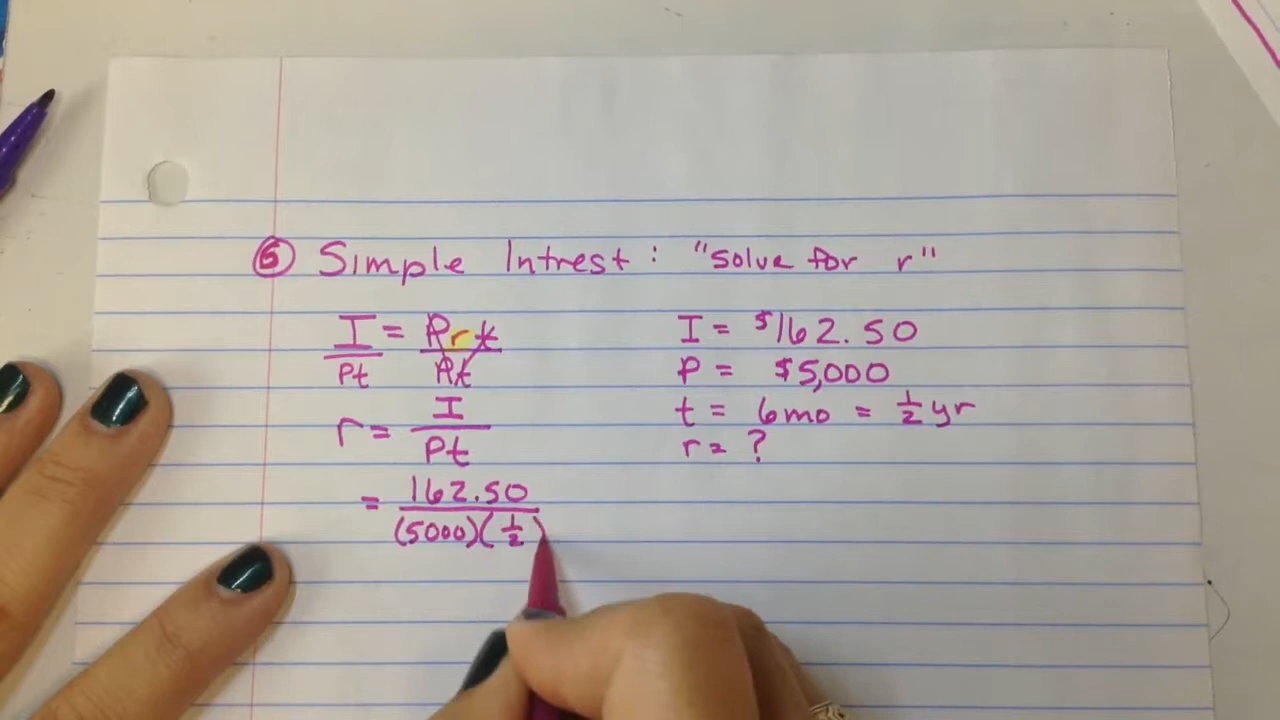 ⑤ Simple Intrest : "solve for r"
I = Prt
Pt Pt
r = I
Pt
= 162.50
(5000)(1/2)
I = $162.50
P = $5,000
t = 6mo = 1/2 yr
r = ?